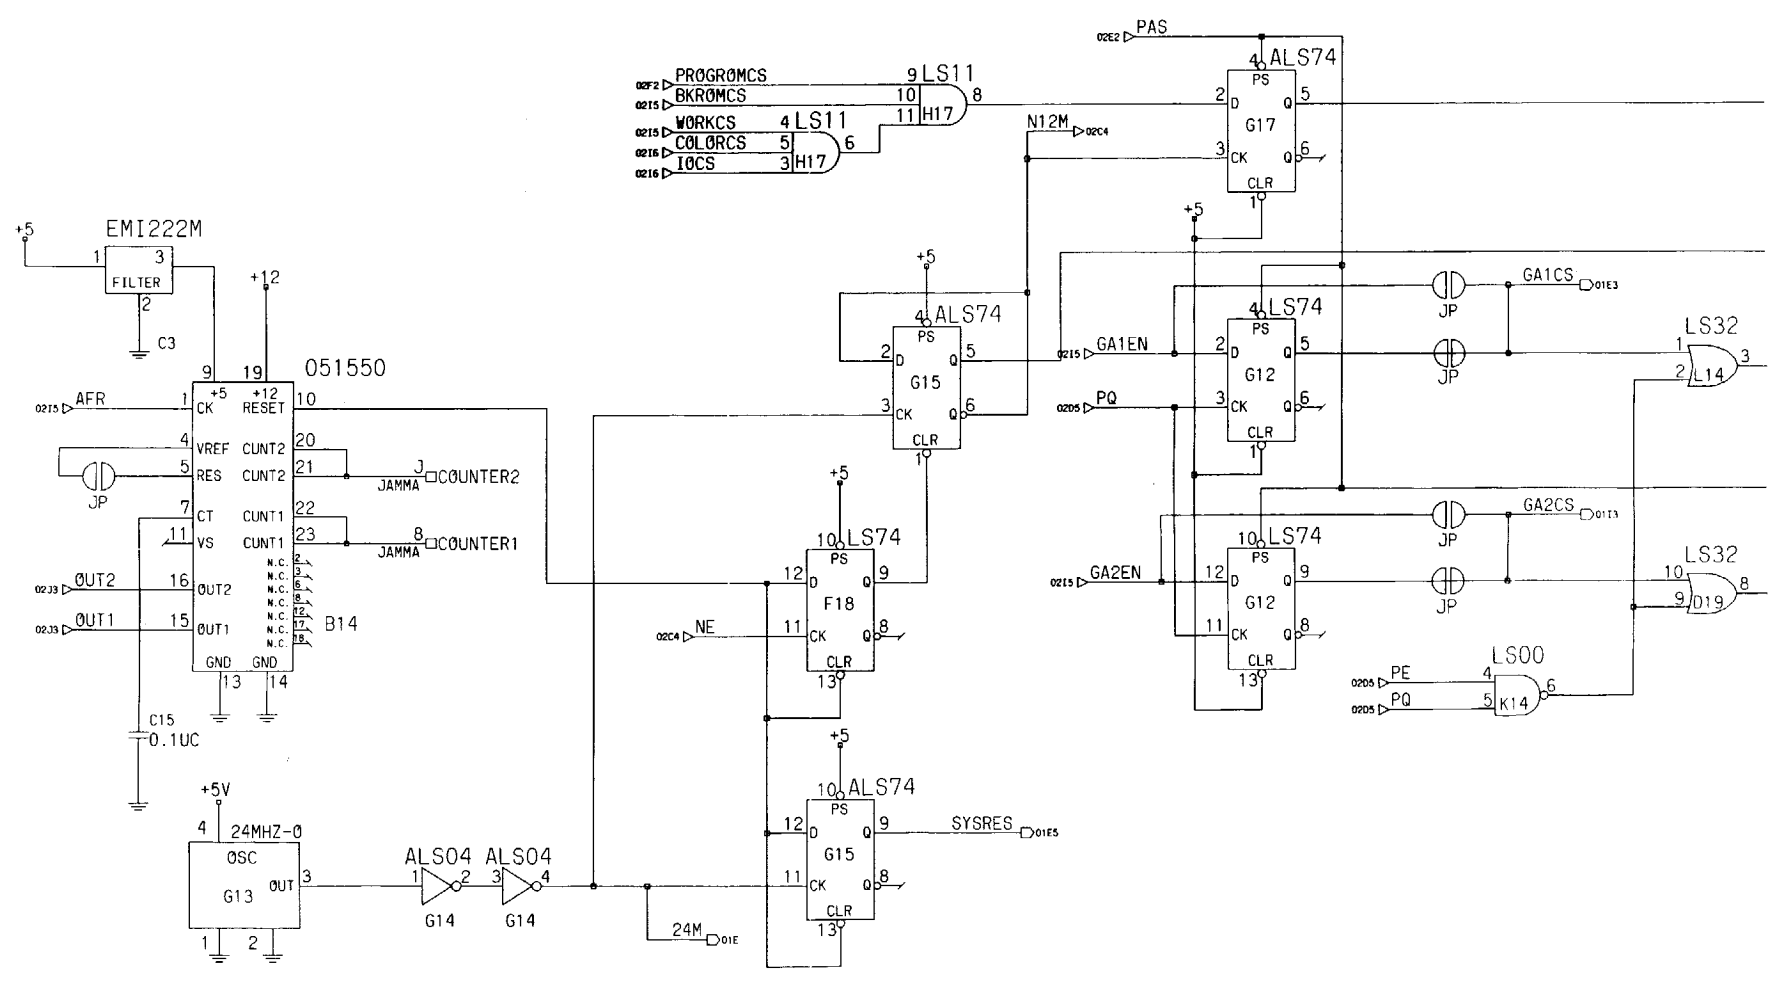 02E2 PAS
4 ALS74
PS
2 D Q 5
G17
3 CK Q 6
CLR
1
02F2 PROGROMCS 9 LS11
02I5 BKROMCS 10 8
11 H17
02I5 WORKCS 4 LS11
02I6 COLORCS 5 6
02I6 IOCS 3 H17
N12M 02C4
+5 EMI222M
1 3
FILTER
2
C3
+12
9 19 051550
+5 +12
02I5 AFR 1 CK RESET 10
4 VREF CUNT2 20
5 RES CUNT2 21 J COUNTER2
JP JAMMA
7 CT CUNT1 22
11 VS CUNT1 23 8 COUNTER1
JAMMA
N.C. 2
N.C. 3
N.C. 6
N.C. 8
N.C. 12
N.C. 17
N.C. 18
02J3 OUT2 16 OUT2
02J3 OUT1 15 OUT1 B14
GND GND
13 14
C15
0.1UC
+5V
4 24MHZ-0
OSC
OUT 3
G13
1 2
ALS04 ALS04
1 2 3 4
G14 G14
24M 01E
+5
4 ALS74
PS
2 D Q 5
G15
3 CK Q 6
CLR
1
+5
10 LS74
PS
12 D Q 9
F18
02C4 NE 11 CK Q 8
CLR
13
+5
10 ALS74
PS
12 D Q 9 SYSRES 01E5
G15
11 CK Q 8
CLR
13
+5
4 LS74
PS
JP GA1CS 01E3
02I5 GA1EN 2 D Q 5 JP
G12
02D5 PQ 3 CK Q 6
CLR
1
LS32
1 3
2 L14
10 LS74
PS
JP GA2CS 01I3
02I5 GA2EN 12 D Q 9 JP
G12
11 CK Q 8
CLR
13
LS32
10 8
9 D19
LS00
02D5 PE 4 6
02D5 PQ 5 K14